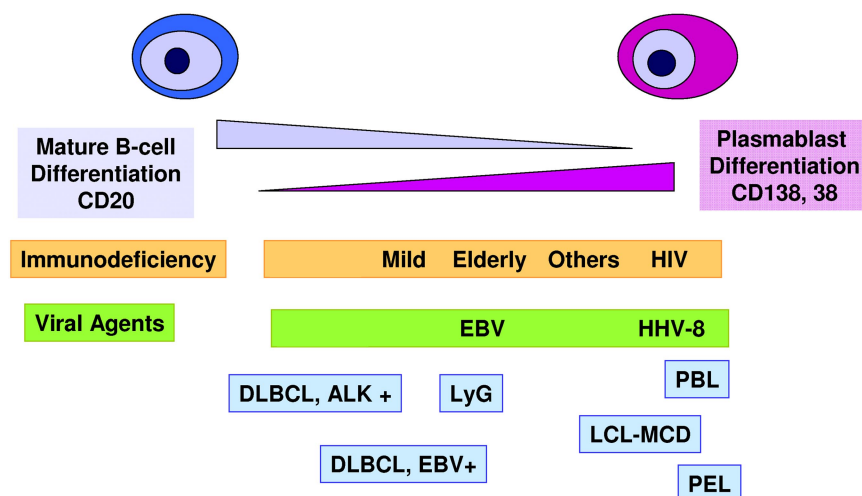 Mature B-cell
Differentiation
CD20
Plasmablast
Differentiation
CD138, 38
Immunodeficiency
Mild Elderly Others HIV
Viral Agents
EBV HHV-8
DLBCL, ALK +
LyG
PBL
LCL-MCD
DLBCL, EBV+
PEL